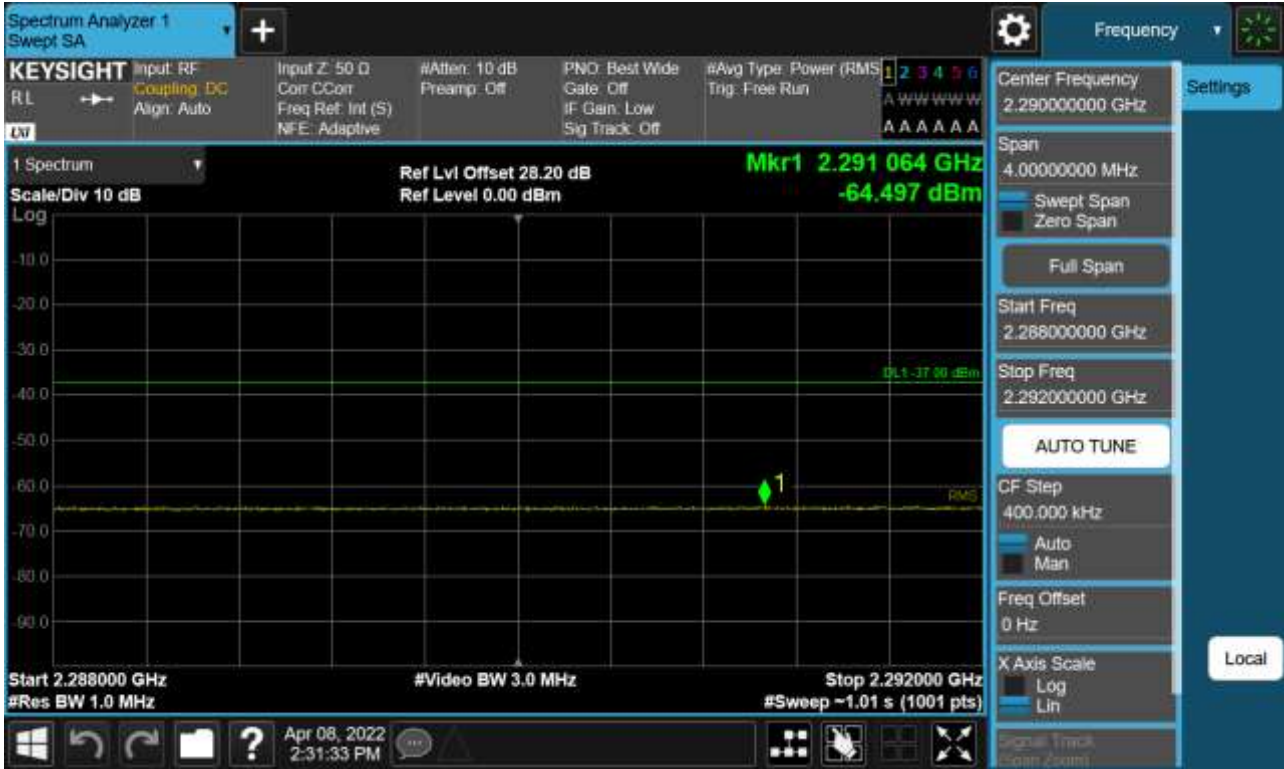 Spectrum Analyzer 1
Swept SA
+
Frequency
KEYSIGHT
RL
LXI
Input: RF
Coupling: DC
Align: Auto
Input Z: 50 Ω
Corr CCorr
Freq Ref: Int (S)
NFE: Adaptive
#Atten: 10 dB
Preamp: Off
PNO: Best Wide
Gate: Off
IF Gain: Low
Sig Track: Off
#Avg Type: Power (RMS
Trig: Free Run
1 2 3 4 5 6
A W W W W W
A A A A A A
1 Spectrum
Scale/Div 10 dB
Log
Ref Lvl Offset 28.20 dB
Ref Level 0.00 dBm
Mkr1 2.291 064 GHz
-64.497 dBm
-10.0
-20.0
-30.0
DL1 -37.00 dBm
-40.0
-50.0
-60.0
1
RMS
-70.0
-80.0
-90.0
Start 2.288000 GHz
#Video BW 3.0 MHz
Stop 2.292000 GHz
#Res BW 1.0 MHz
#Sweep ~1.01 s (1001 pts)
?
Apr 08, 2022
2:31:33 PM
Center Frequency
2.290000000 GHz
Settings
Span
4.00000000 MHz
Swept Span
Zero Span
Full Span
Start Freq
2.288000000 GHz
Stop Freq
2.292000000 GHz
AUTO TUNE
CF Step
400.000 kHz
Auto
Man
Freq Offset
0 Hz
X Axis Scale
Log
Lin
Local
Signal Track
(Span Zoom)